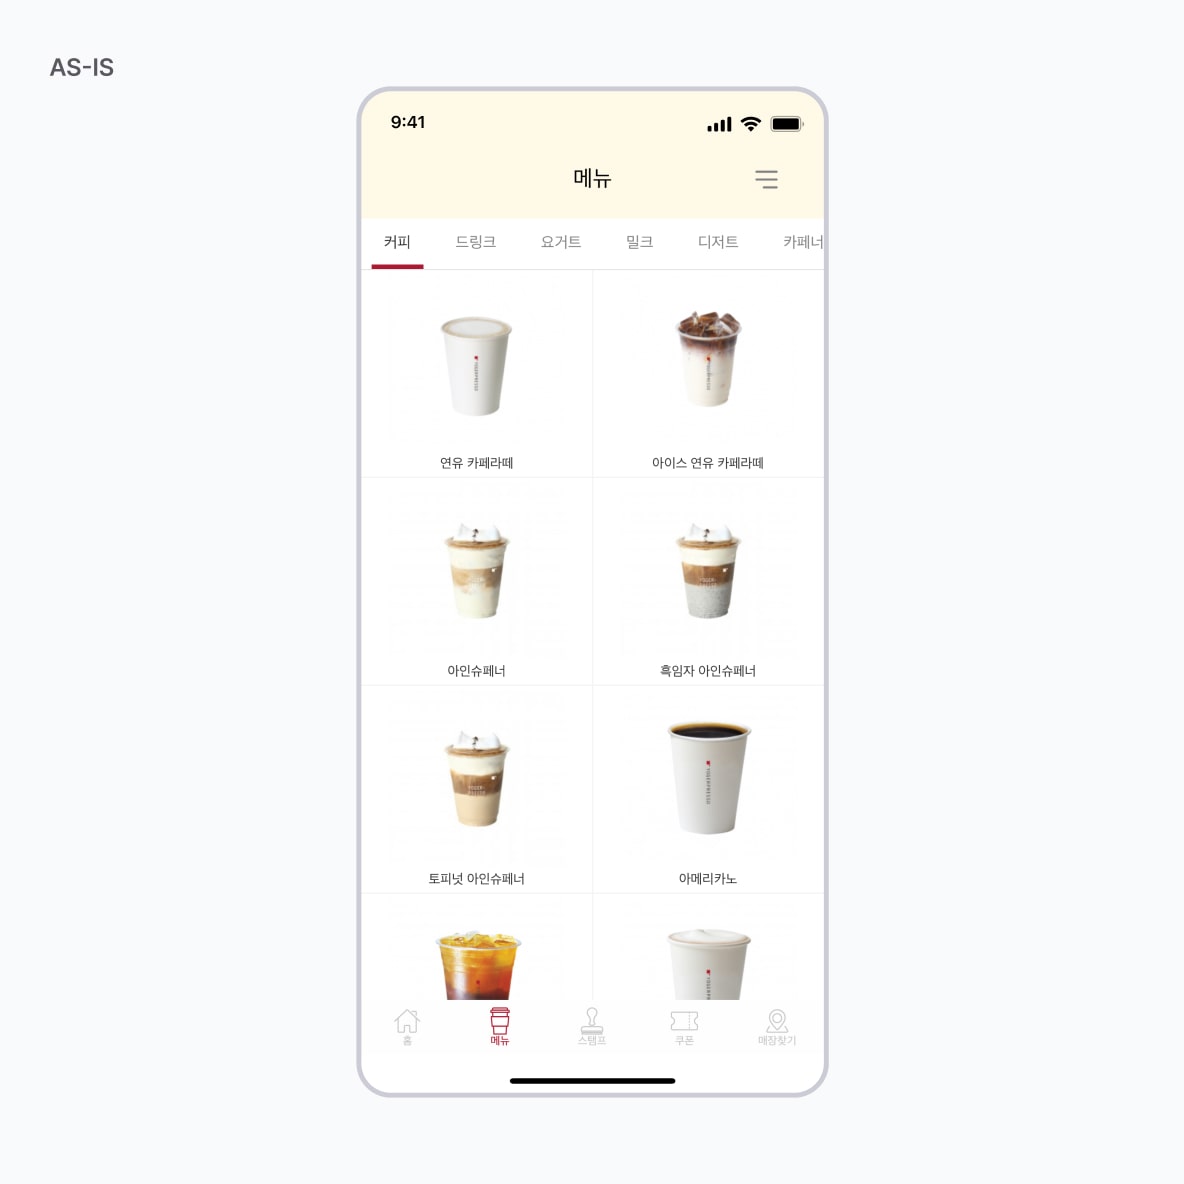 AS-IS
9:41
메뉴
커피 드링크 요거트 밀크 디저트 카페너
연유 카페라떼 아이스 연유 카페라떼
아인슈페너 흑임자 아인슈페너
토피넛 아인슈페너 아메리카노
홈 메뉴 스탬프 쿠폰 매장찾기